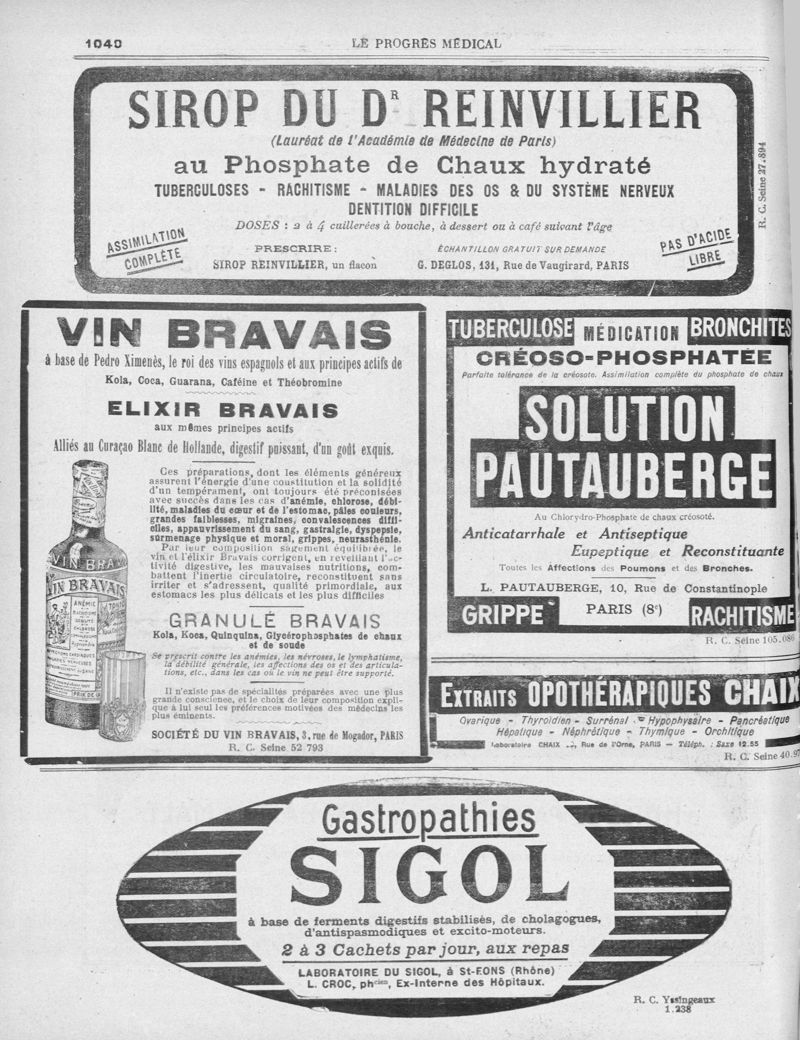 1040
LE PROGRÈS MÉDICAL
SIROP DU DR REINVILLIER
(Lauréat de l'Académie de Médecine de Paris)
au Phosphate de Chaux hydraté
TUBERCULOSES - RACHITISME - MALADIES DES OS & DU SYSTÈME NERVEUX
DENTITION DIFFICILE
DOSES : 2 à 4 cuillerées à bouche, à dessert ou à café suivant l'âge
ASSIMILATION
COMPLÈTE
PRESCRIRE :
SIROP REINVILLIER, un flacon
ÉCHANTILLON GRATUIT SUR DEMANDE
G. DEGLOS, 131, Rue de Vaugirard, PARIS
PAS D'ACIDE
LIBRE
R. C. Seine 27.894
VIN BRAVAIS
à base de Pedro Ximenès, le roi des vins espagnols et aux principes actifs de
Kola, Coca, Guarana, Caféine et Théobromine
ELIXIR BRAVAIS
aux mêmes principes actifs
Alliés au Curaçao Blanc de Hollande, digestif puissant, d'un goût exquis.
Ces préparations, dont les éléments généreux
assurent l'énergie d'une constitution et la solidité
d'un tempérament, ont toujours été préconisées
avec succès dans les cas d'anémie, chlorose, débi-
lité, maladies du cœur et de l'estomac, pâles couleurs,
grandes faiblesses, migraines, convalescences diffi-
ciles, appauvrissement du sang, gastralgie, dyspepsie,
surmenage physique et moral, grippes, neurasthénie.
Par leur composition sagement équilibrée, le
vin et l'élixir Bravais corrigent, en réveillant l'ac-
tivité digestive, les mauvaises nutritions, com-
battent l'inertie circulatoire, reconstituent sans
irriter et s'adressent, qualité primordiale, aux
estomacs les plus délicats et les plus difficiles
VIN BRAVAIS
VIN BRAVAIS
ANÉMIE
GRANULÉ BRAVAIS
Kola, Koca, Quinquina, Glycérophosphates de chaux
et de soude
Se prescrit contre les anémies, les névroses, le lymphatisme,
la débilité générale, les affections des os et des articula-
tions, etc., dans les cas où le vin ne peut être supporté.
Il n'existe pas de spécialités préparées avec une plus
grande conscience, et le choix de leur composition expli-
que à lui seul les préférences motivées des médecins les
plus éminents.
SOCIÉTÉ DU VIN BRAVAIS, 3, rue de Mogador, PARIS
R. C. Seine 52 793
TUBERCULOSE MÉDICATION BRONCHITES
CRÉOSO-PHOSPHATÉE
Parfaite tolérance de la créosote. Assimilation complète du phosphate de chaux
SOLUTION
PAUTAUBERGE
Au Chlorydro-Phosphate de chaux créosoté.
Anticatarrhale et Antiseptique
Eupeptique et Reconstituante
Toutes les Affections des Poumons et des Bronches.
L. PAUTAUBERGE, 10, Rue de Constantinople
GRIPPE PARIS (8e) RACHITISME
R. C. Seine 105.086
EXTRAITS OPOTHÉRAPIQUES CHAIX
Ovarique - Thyroïdien - Surrénal - Hypophysaire - Pancréatique
Hépatique - Néphrétique - Thymique - Orchitique
Laboratoire CHAIX Rue de l'Orne, PARIS - Téléph. : Saxe 12.55
R. C. Seine 40.97
Gastropathies
SIGOL
à base de ferments digestifs stabilisés, de cholagogues,
d'antispasmodiques et excito-moteurs.
2 à 3 Cachets par jour, aux repas
LABORATOIRE DU SIGOL, à St-FONS (Rhône)
L. CROC, phcien, Ex-Interne des Hôpitaux.
R. C. Yssingeaux
1.238